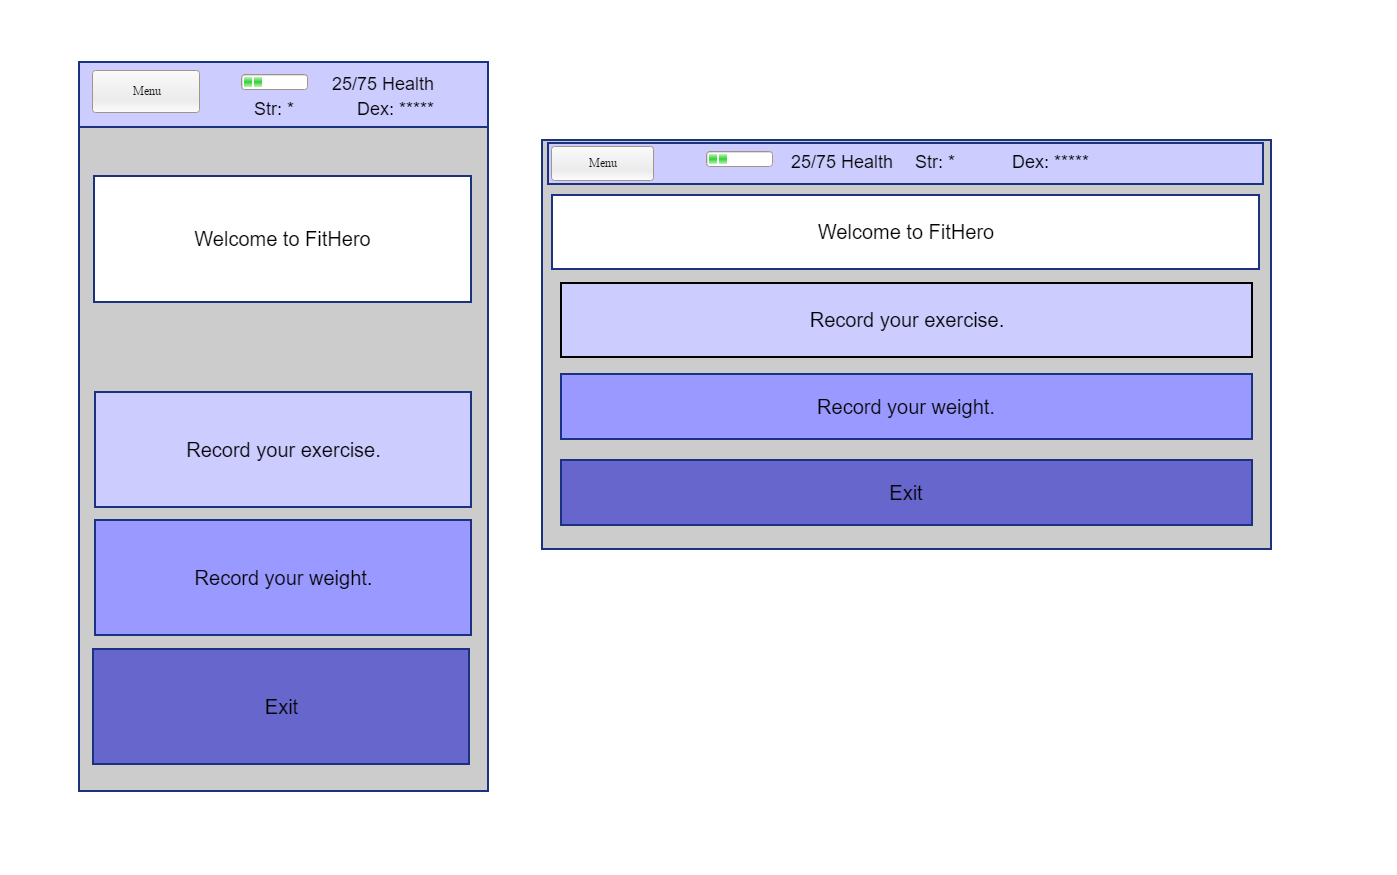 Menu
25/75 Health
Str: *
Dex: *****
Welcome to FitHero
Record your exercise.
Record your weight.
Exit
Menu
25/75 Health
Str: *
Dex: *****
Welcome to FitHero
Record your exercise.
Record your weight.
Exit